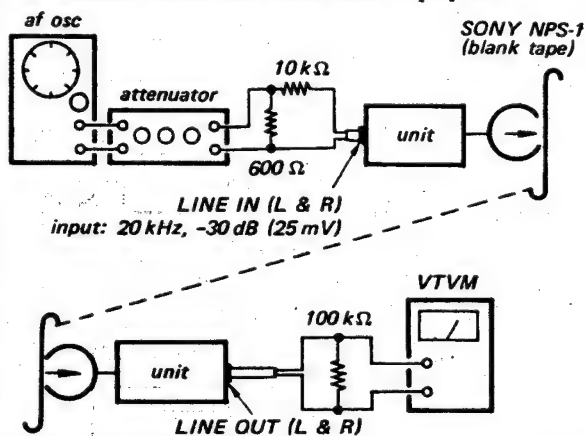 af osc
SONY NPS-1
(blank tape)
attenuator
10 kΩ
600 Ω
unit
LINE IN (L & R)
input: 20 kHz, -30 dB (25 mV)
VTVM
100 kΩ
unit
LINE OUT (L & R)